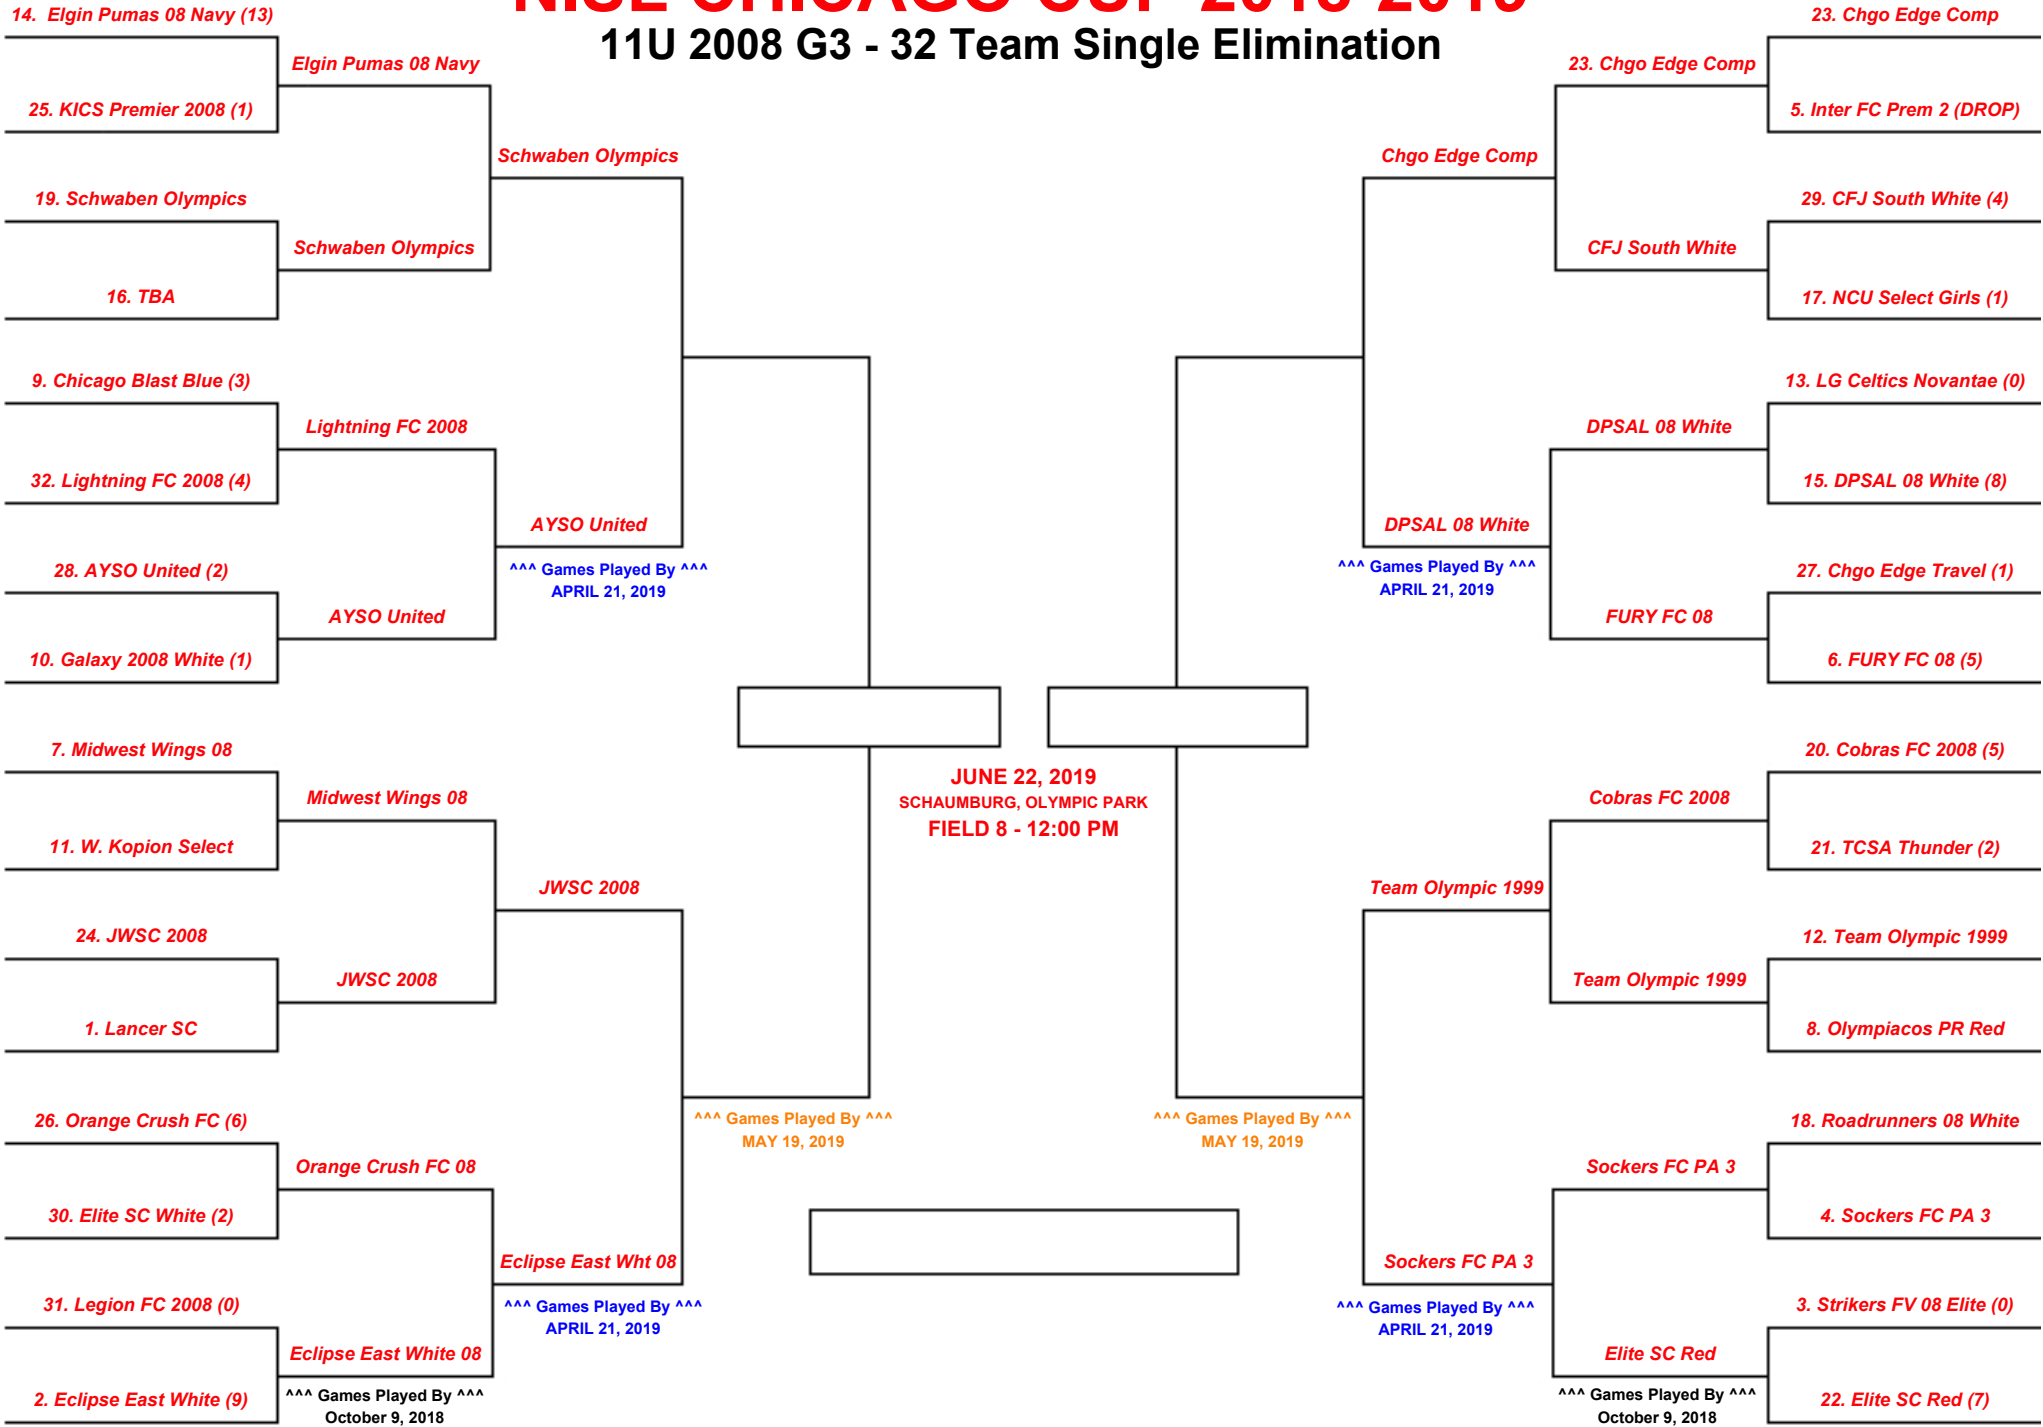 NISL CHICAGO CUP 2018-2019
11U 2008 G3 - 32 Team Single Elimination
14. Elgin Pumas 08 Navy (13)
Elgin Pumas 08 Navy
25. KICS Premier 2008 (1)
Schwaben Olympics
19. Schwaben Olympics
Schwaben Olympics
16. TBA
9. Chicago Blast Blue (3)
Lightning FC 2008
32. Lightning FC 2008 (4)
AYSO United
^^^ Games Played By ^^^
APRIL 21, 2019
28. AYSO United (2)
AYSO United
10. Galaxy 2008 White (1)
7. Midwest Wings 08
Midwest Wings 08
11. W. Kopion Select
JWSC 2008
24. JWSC 2008
JWSC 2008
1. Lancer SC
^^^ Games Played By ^^^
MAY 19, 2019
26. Orange Crush FC (6)
Orange Crush FC 08
30. Elite SC White (2)
Eclipse East Wht 08
^^^ Games Played By ^^^
APRIL 21, 2019
31. Legion FC 2008 (0)
Eclipse East White 08
2. Eclipse East White (9)
^^^ Games Played By ^^^
October 9, 2018
JUNE 22, 2019
SCHAUMBURG, OLYMPIC PARK
FIELD 8 - 12:00 PM
23. Chgo Edge Comp
23. Chgo Edge Comp
5. Inter FC Prem 2 (DROP)
Chgo Edge Comp
29. CFJ South White (4)
CFJ South White
17. NCU Select Girls (1)
13. LG Celtics Novantae (0)
DPSAL 08 White
15. DPSAL 08 White (8)
DPSAL 08 White
^^^ Games Played By ^^^
APRIL 21, 2019
27. Chgo Edge Travel (1)
FURY FC 08
6. FURY FC 08 (5)
20. Cobras FC 2008 (5)
Cobras FC 2008
21. TCSA Thunder (2)
Team Olympic 1999
12. Team Olympic 1999
Team Olympic 1999
8. Olympiacos PR Red
^^^ Games Played By ^^^
MAY 19, 2019
18. Roadrunners 08 White
Sockers FC PA 3
4. Sockers FC PA 3
Sockers FC PA 3
^^^ Games Played By ^^^
APRIL 21, 2019
3. Strikers FV 08 Elite (0)
Elite SC Red
22. Elite SC Red (7)
^^^ Games Played By ^^^
October 9, 2018